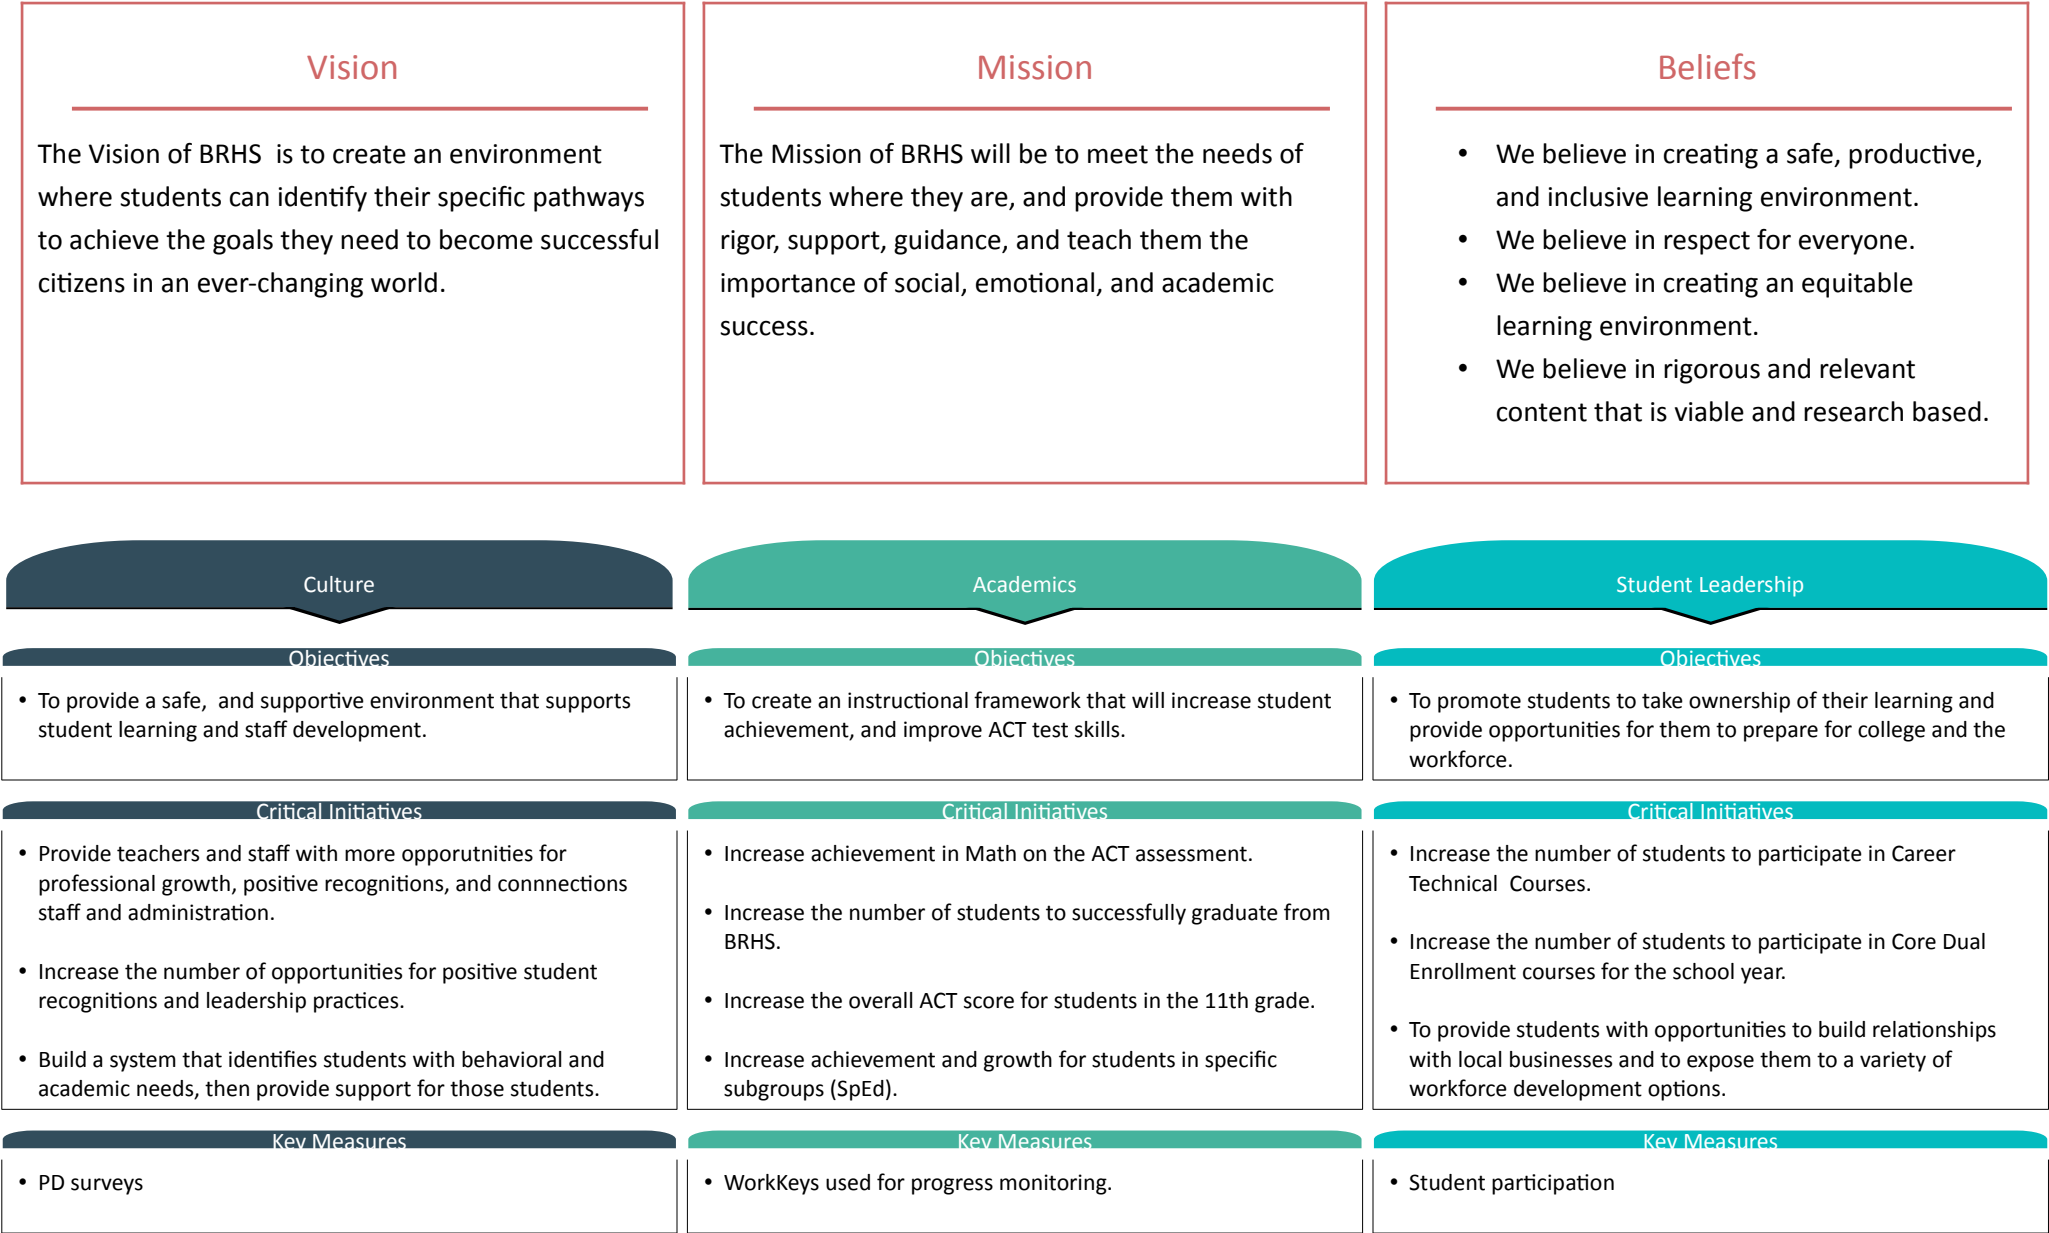 Vision
The Vision of BRHS  is to create an environment
where students can identify their specific pathways
to achieve the goals they need to become successful
citizens in an ever-changing world.
Mission
The Mission of BRHS will be to meet the needs of
students where they are, and provide them with
rigor, support, guidance, and teach them the
importance of social, emotional, and academic
success.
Beliefs
• We believe in creating a safe, productive,
and inclusive learning environment.
• We believe in respect for everyone.
• We believe in creating an equitable
learning environment.
• We believe in rigorous and relevant
content that is viable and research based.
Culture
Objectives
• To provide a safe,  and supportive environment that supports
student learning and staff development.
Critical Initiatives
• Provide teachers and staff with more opporutnities for
professional growth, positive recognitions, and connnections
staff and administration.
• Increase the number of opportunities for positive student
recognitions and leadership practices.
• Build a system that identifies students with behavioral and
academic needs, then provide support for those students.
Key Measures
• PD surveys
Academics
Objectives
• To create an instructional framework that will increase student
achievement, and improve ACT test skills.
Critical Initiatives
• Increase achievement in Math on the ACT assessment.
• Increase the number of students to successfully graduate from
BRHS.
• Increase the overall ACT score for students in the 11th grade.
• Increase achievement and growth for students in specific
subgroups (SpEd).
Key Measures
• WorkKeys used for progress monitoring.
Student Leadership
Objectives
• To promote students to take ownership of their learning and
provide opportunities for them to prepare for college and the
workforce.
Critical Initiatives
• Increase the number of students to participate in Career
Technical  Courses.
• Increase the number of students to participate in Core Dual
Enrollment courses for the school year.
• To provide students with opportunities to build relationships
with local businesses and to expose them to a variety of
workforce development options.
Key Measures
• Student participation